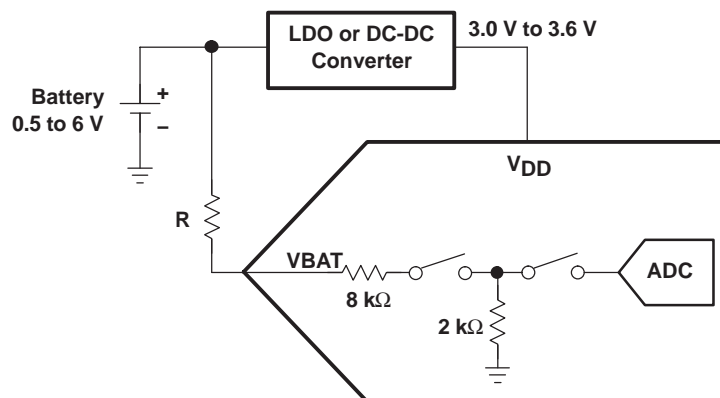 LDO or DC-DC
Converter
3.0 V to 3.6 V
Battery
0.5 to 6 V
+
−
VDD
R
VBAT
8 kΩ
2 kΩ
ADC